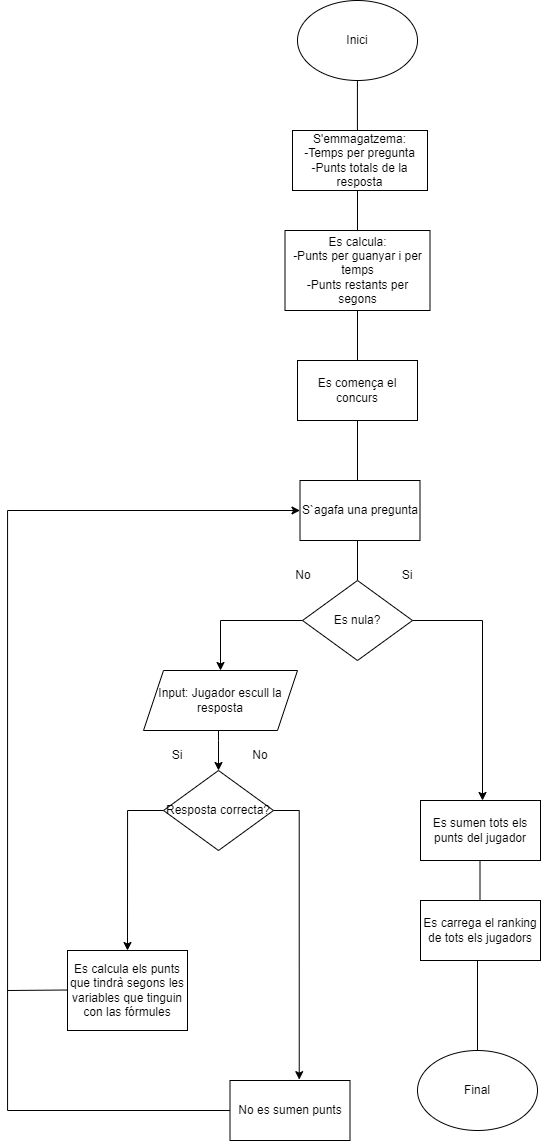 Inici
S'emmagatzema:
-Temps per pregunta
-Punts totals de la
resposta
Es calcula:
-Punts per guanyar i per
temps
-Punts restants per
segons
Es comença el
concurs
S`agafa una pregunta
No
Si
Es nula?
Input: Jugador escull la
resposta
Si
No
Resposta correcta?
Es sumen tots els
punts del jugador
Es carrega el ranking
de tots els jugadors
Es calcula els punts
que tindrà segons les
variables que tinguin
con las fórmules
No es sumen punts
Final